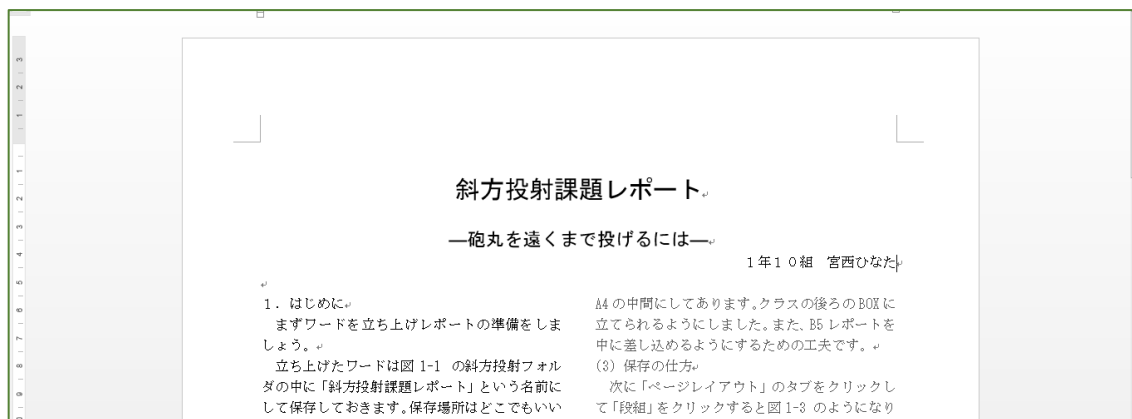 斜方投射課題レポート
―砲丸を遠くまで投げるには―
1年10組　宮西ひなた
1．はじめに
まずワードを立ち上げレポートの準備をしま
しょう。
立ち上げたワードは図 1-1 の斜方投射フォル
ダの中に「斜方投射課題レポート」という名前に
して保存しておきます。保存場所はどこでもいい
A4 の中間にしてあります。クラスの後ろの BOX に
立てられるようにしました。また、B5 レポートを
中に差し込めるようにするための工夫です。
(3) 保存の仕方
次に「ページレイアウト」のタブをクリックし
て「段組」をクリックすると図 1-3 のようになり